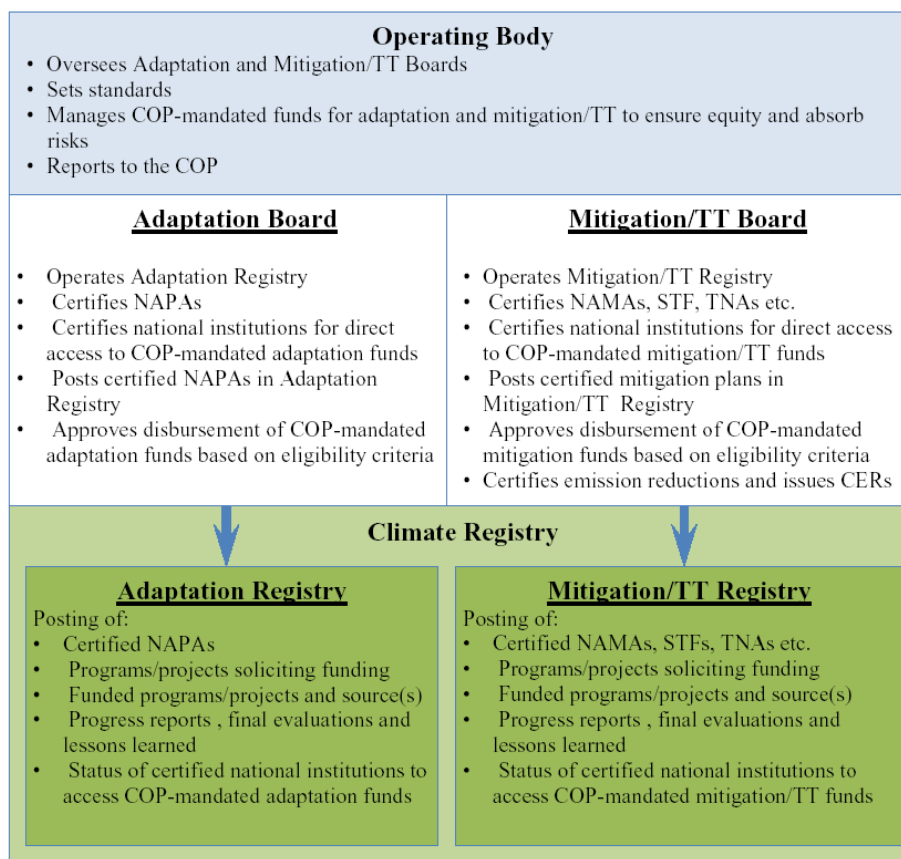 Operating Body
• Oversees Adaptation and Mitigation/TT Boards
• Sets standards
• Manages COP-mandated funds for adaptation and mitigation/TT to ensure equity and absorb
risks
• Reports to the COP
Adaptation Board
• Operates Adaptation Registry
• Certifies NAPAs
• Certifies national institutions for direct
access to COP-mandated adaptation funds
• Posts certified NAPAs in Adaptation
Registry
• Approves disbursement of COP-mandated
adaptation funds based on eligibility criteria
Mitigation/TT Board
• Operates Mitigation/TT Registry
• Certifies NAMAs, STF, TNAs etc.
• Certifies national institutions for direct access
to COP-mandated mitigation/TT funds
• Posts certified mitigation plans in
Mitigation/TT Registry
• Approves disbursement of COP-mandated
mitigation funds based on eligibility criteria
• Certifies emission reductions and issues CERs
Climate Registry
Adaptation Registry
Posting of:
• Certified NAPAs
• Programs/projects soliciting funding
• Funded programs/projects and source(s)
• Progress reports , final evaluations and
lessons learned
• Status of certified national institutions to
access COP-mandated adaptation funds
Mitigation/TT Registry
Posting of:
• Certified NAMAs, STFs, TNAs etc.
• Programs/projects soliciting funding
• Funded programs/projects and source(s)
• Progress reports , final evaluations and
lessons learned
• Status of certified national institutions to
access COP-mandated mitigation/TT funds